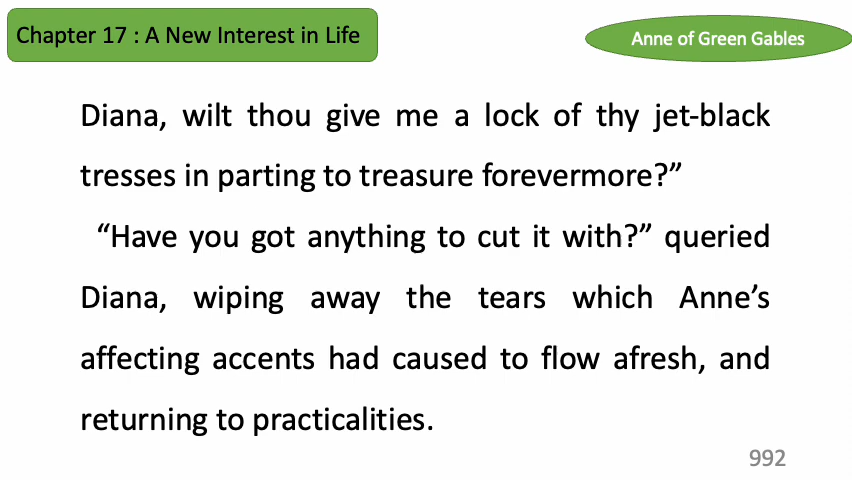 Chapter 17 : A New Interest in Life
Anne of Green Gables
Diana, wilt thou give me a lock of thy jet-black
tresses in parting to treasure forevermore?”
“Have you got anything to cut it with?” queried
Diana, wiping away the tears which Anne’s
affecting accents had caused to flow afresh, and
returning to practicalities.
992